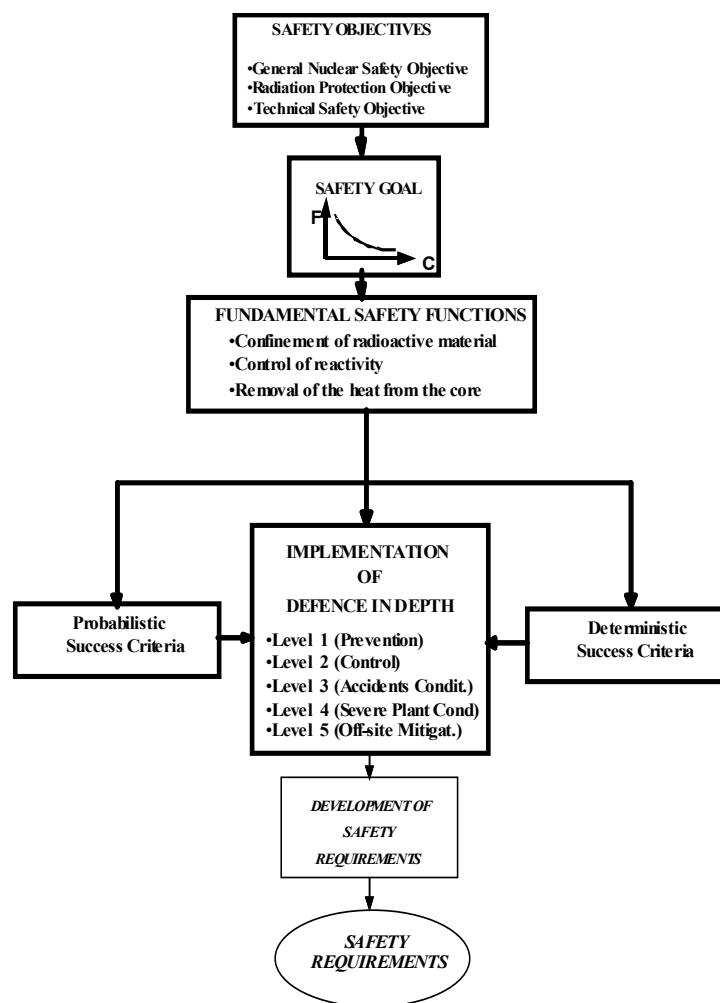 SAFETY OBJECTIVES
•General Nuclear Safety Objective
•Radiation Protection Objective
•Technical Safety Objective
SAFETY GOAL
F
C
FUNDAMENTAL SAFETY FUNCTIONS
•Confinement of radioactive material
•Control of reactivity
•Removal of the heat from the core
IMPLEMENTATION
OF
DEFENCE IN DEPTH
•Level 1 (Prevention)
•Level 2 (Control)
•Level 3 (Accidents Condit.)
•Level 4 (Severe Plant Cond)
•Level 5 (Off-site Mitigat.)
Probabilistic
Success Criteria
Deterministic
Success Criteria
DEVELOPMENT OF
SAFETY
REQUIREMENTS
SAFETY
REQUIREMENTS